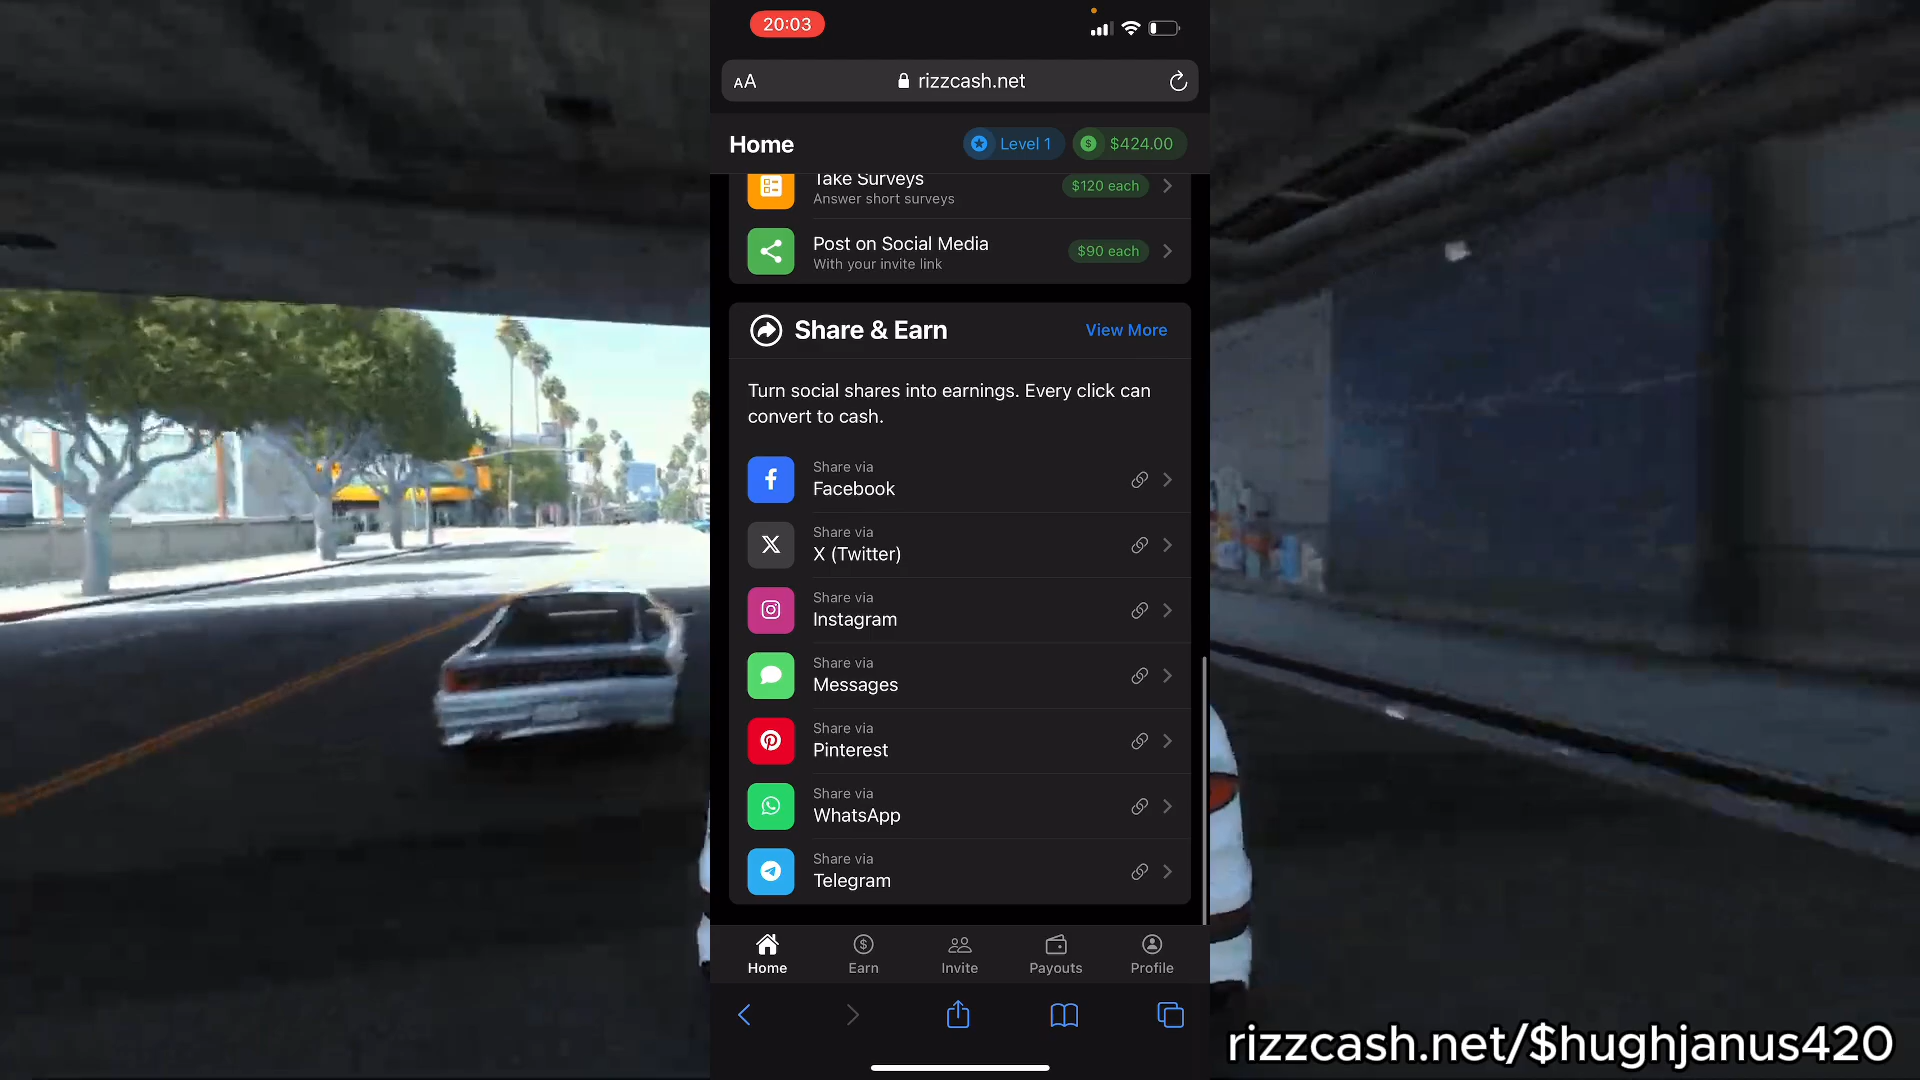 20:03
AA
rizzcash.net
Home
Level 1
$424.00
Take Surveys
$120 each
Answer short surveys
Post on Social Media
$90 each
With your invite link
Share & Earn
View More
Turn social shares into earnings. Every click can
convert to cash.
Share via
Facebook
Share via
X (Twitter)
Share via
Instagram
Share via
Messages
Share via
Pinterest
Share via
WhatsApp
Share via
Telegram
Home
Earn
Invite
Payouts
Profile
rizzcash.net/$hughjanus420